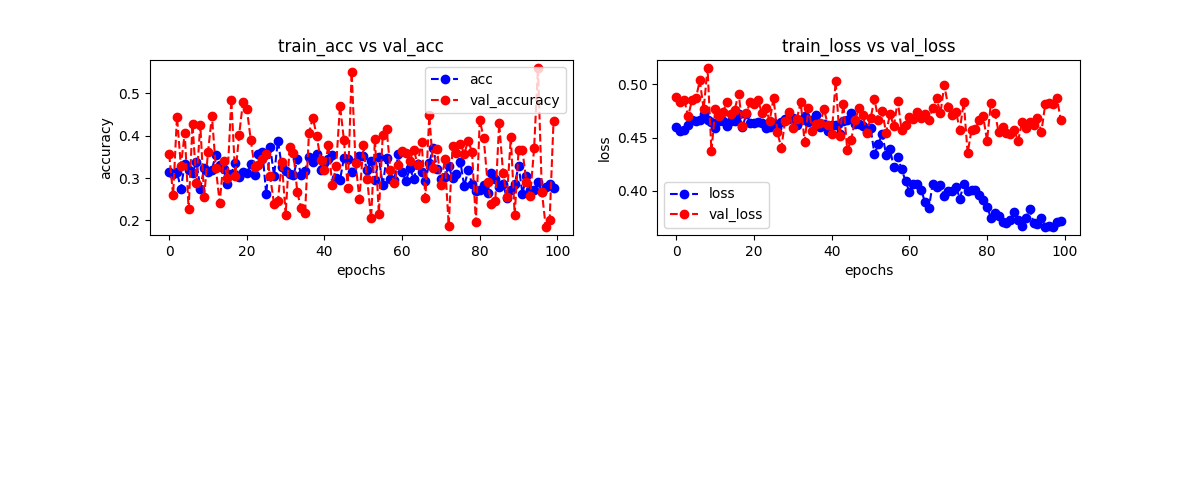 train_acc vs val_acc
accuracy
0.5
0.4
0.3
0.2
acc
val_accuracy
0 20 40 60 80 100
epochs
train_loss vs val_loss
loss
0.50
0.45
0.40
loss
val_loss
0 20 40 60 80 100
epochs